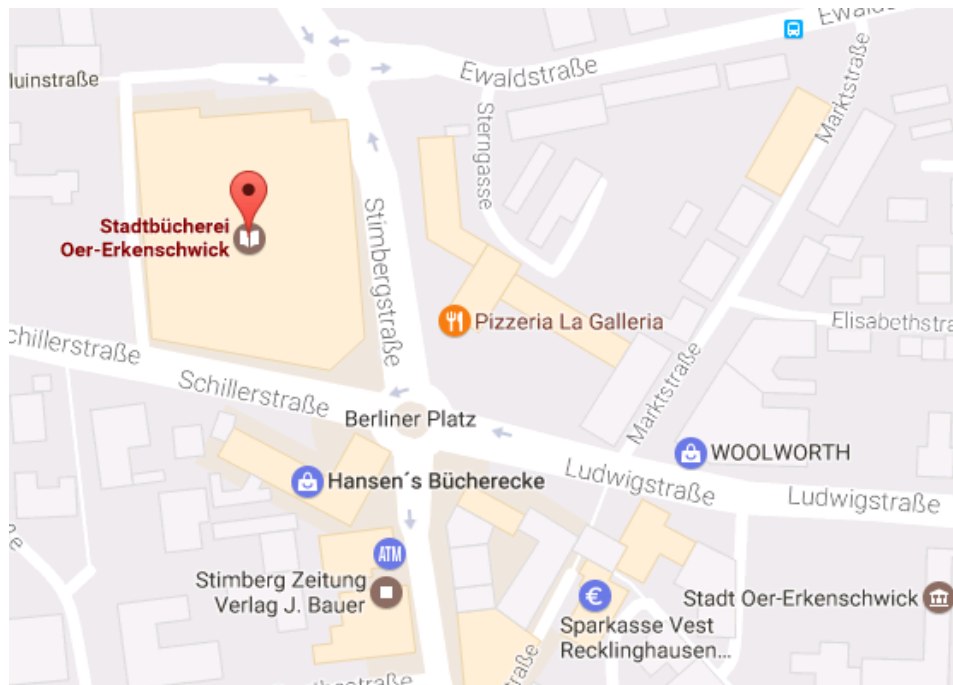 Ewaldstraße
luinstraße
Ewaldstraße
Marktstraße
Sterngasse
Stadtbücherei
Oer-Erkenschwick
Stimbergstraße
Pizzeria La Galleria
Elisabethstra
chillerstraße
Schillerstraße
Marktstraße
Berliner Platz
WOOLWORTH
Hansen´s Bücherecke
Ludwigstraße
Ludwigstraße
ATM
Stimberg Zeitung
Verlag J. Bauer
€
Sparkasse Vest
Recklinghausen...
Stadt Oer-Erkenschwick
straße